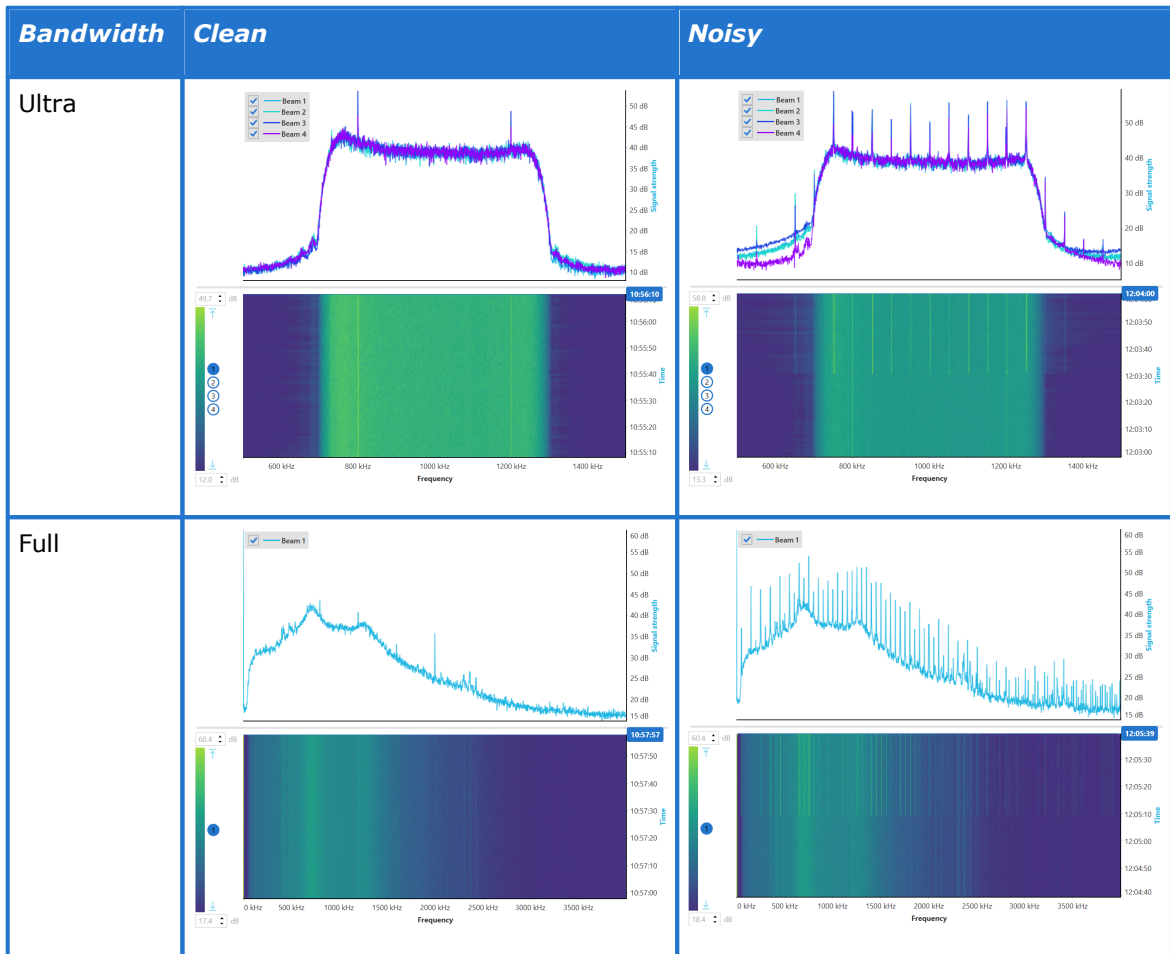 Bandwidth Clean Noisy
Ultra
Beam 1
Beam 2
Beam 3
Beam 4
50 dB
45 dB
40 dB
35 dB
30 dB
25 dB
20 dB
15 dB
10 dB
Signal strength
49.7 dB
10:56:10
10:56:00
10:55:50
10:55:40
10:55:30
10:55:20
10:55:10
Time
1
2
3
4
12.0 dB
600 kHz 800 kHz 1000 kHz 1200 kHz 1400 kHz
Frequency
Beam 1
Beam 2
Beam 3
Beam 4
50 dB
40 dB
30 dB
20 dB
10 dB
Signal strength
58.8 dB
12:04:00
12:03:50
12:03:40
12:03:30
12:03:20
12:03:10
12:03:00
Time
1
2
3
4
13.3 dB
600 kHz 800 kHz 1000 kHz 1200 kHz 1400 kHz
Frequency
Full
Beam 1
60 dB
55 dB
50 dB
45 dB
40 dB
35 dB
30 dB
25 dB
20 dB
15 dB
Signal strength
60.4 dB
10:57:57
10:57:50
10:57:40
10:57:30
10:57:20
10:57:10
10:57:00
Time
1
17.4 dB
0 kHz 500 kHz 1000 kHz 1500 kHz 2000 kHz 2500 kHz 3000 kHz 3500 kHz
Frequency
Beam 1
60 dB
55 dB
50 dB
45 dB
40 dB
35 dB
30 dB
25 dB
20 dB
15 dB
Signal strength
60.4 dB
12:05:39
12:05:30
12:05:20
12:05:10
12:05:00
12:04:50
12:04:40
Time
1
18.4 dB
0 kHz 500 kHz 1000 kHz 1500 kHz 2000 kHz 2500 kHz 3000 kHz 3500 kHz
Frequency